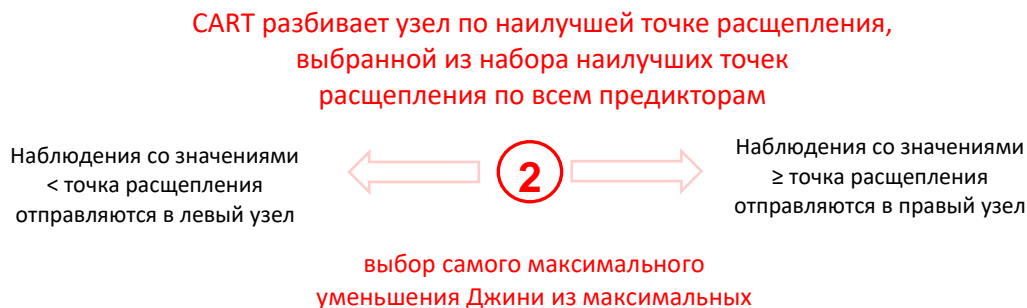 CART разбивает узел по наилучшей точке расщепления,
выбранной из набора наилучших точек
расщепления по всем предикторам
Наблюдения со значениями
< точка расщепления
отправляются в левый узел
2
Наблюдения со значениями
≥ точка расщепления
отправляются в правый узел
выбор самого максимального
уменьшения Джини из максимальных